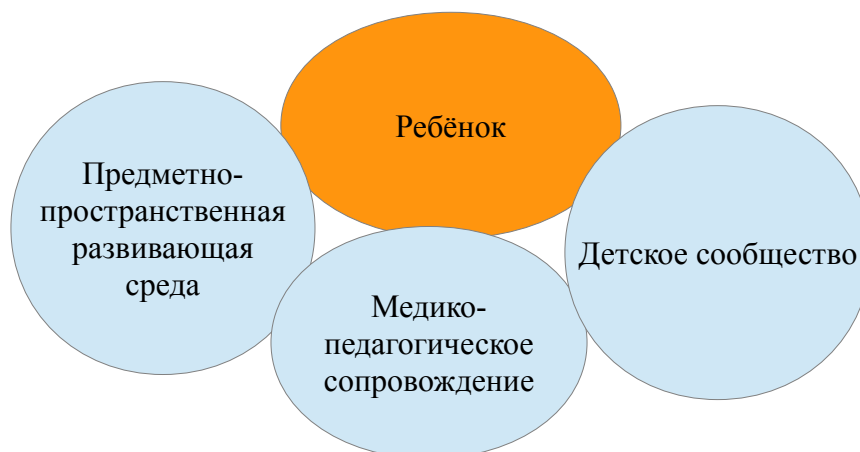 Ребёнок
Предметно-
пространственная
развивающая
среда
Детское сообщество
Медико-
педагогическое
сопровождение